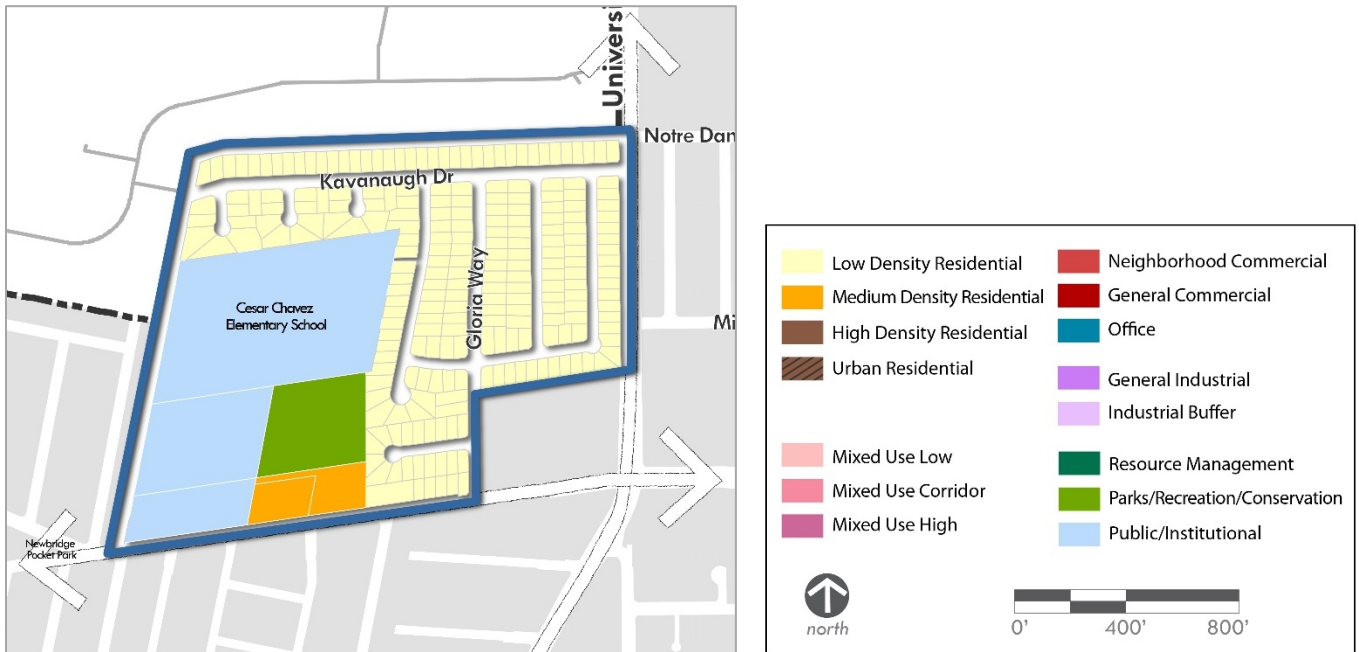 Universi
Notre Dan
Kavanaugh Dr
Gloria Way
Cesar Chavez
Elementary School
Mi
Newbridge
Pocket Park
Low Density Residential
Medium Density Residential
High Density Residential
Urban Residential
Mixed Use Low
Mixed Use Corridor
Mixed Use High
Neighborhood Commercial
General Commercial
Office
General Industrial
Industrial Buffer
Resource Management
Parks/Recreation/Conservation
Public/Institutional
north
0' 400' 800'